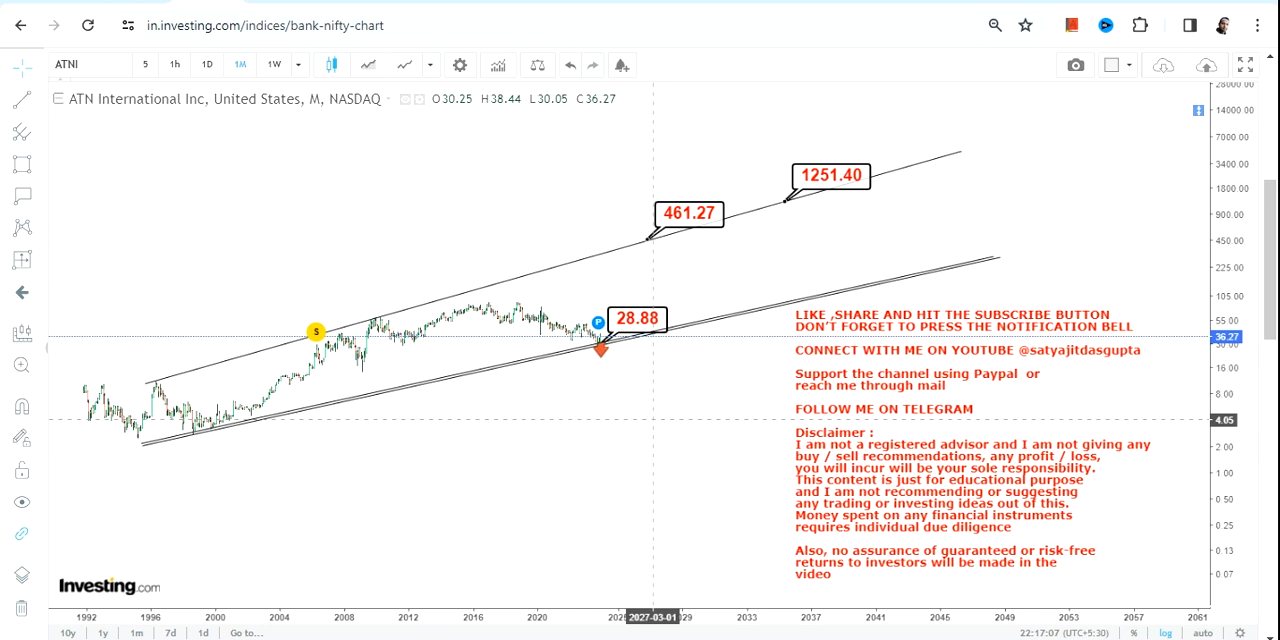 in.investing.com/indices/bank-nifty-chart
ATNI 5 1h 1D 1M 1W
ATN International Inc, United States, M, NASDAQ O30.25 H38.44 L30.05 C36.27
14000.00
7000.00
3400.00
1251.40
1800.00
461.27
900.00
450.00
225.00
105.00
S
P
28.88
55.00
36.27
16.00
8.00
4.05
2.00
1.00
0.50
0.25
0.13
0.07
LIKE ,SHARE AND HIT THE SUBSCRIBE BUTTON
DON'T FORGET TO PRESS THE NOTIFICATION BELL
CONNECT WITH ME ON YOUTUBE @satyajitdasgupta
Support the channel using Paypal or
reach me through mail
FOLLOW ME ON TELEGRAM
Disclaimer :
I am not a registered advisor and I am not giving any
buy / sell recommendations, any profit / loss,
you will incur will be your sole responsibility.
This content is just for educational purpose
and I am not recommending or suggesting
any trading or investing ideas out of this.
Money spent on any financial instruments
requires individual due diligence
Also, no assurance of guaranteed or risk-free
returns to investors will be made in the
video
Investing.com
1992 1996 2000 2004 2008 2012 2016 2020 2027-03-01 2033 2037 2041 2045 2049 2053 2057 2061
10y 1y 1m 7d 1d Go to... 22:17:07 (UTC+5:30) % log auto